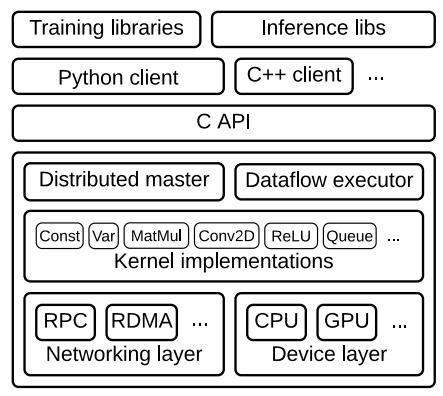 Training libraries Inference libs
Python client C++ client ...
C API
Distributed master Dataflow executor
Const Var MatMul Conv2D ReLU Queue ...
Kernel implementations
RPC RDMA ... CPU GPU ...
Networking layer Device layer